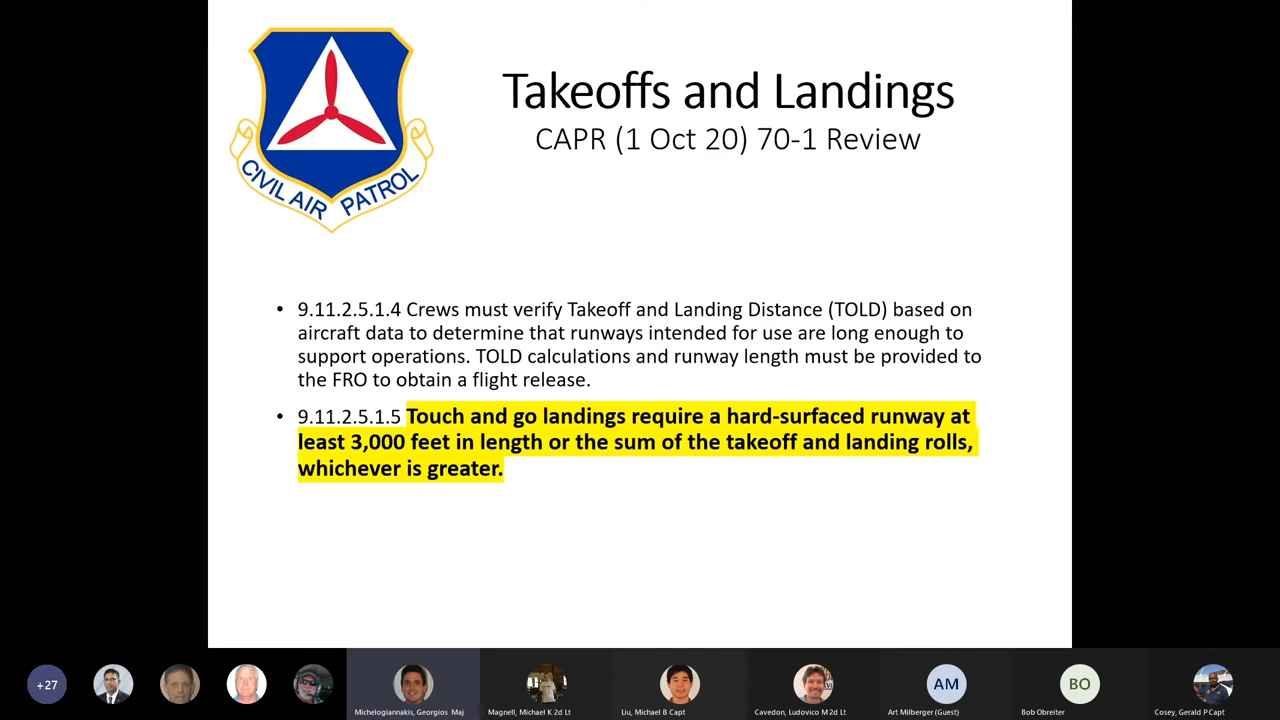 Takeoffs and Landings
CAPR (1 Oct 20) 70-1 Review
CIVIL AIR PATROL
• 9.11.2.5.1.4 Crews must verify Takeoff and Landing Distance (TOLD) based on
aircraft data to determine that runways intended for use are long enough to
support operations. TOLD calculations and runway length must be provided to
the FRO to obtain a flight release.
• 9.11.2.5.1.5 Touch and go landings require a hard-surfaced runway at
least 3,000 feet in length or the sum of the takeoff and landing rolls,
whichever is greater.
+27
AM
BO
Michelogiannakis, Georgios Maj
Magnell, Michael K 2d Lt
Liu, Michael B Capt
Cavedon, Ludovico M 2d Lt
Art Milberger (Guest)
Bob Obreiter
Cosey, Gerald P Capt